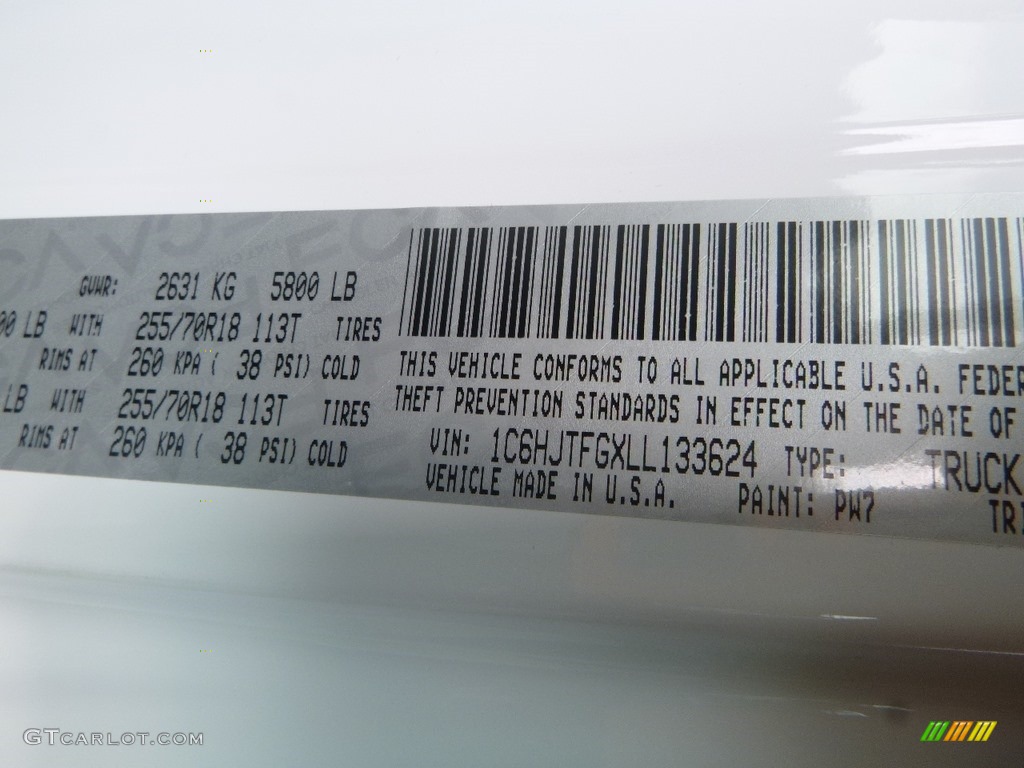 GVWR: 2631 KG 5800 LB
00 LB WITH 255/70R18 113T TIRES
RIMS AT 260 KPA ( 38 PSI) COLD
LB WITH 255/70R18 113T TIRES
RIMS AT 260 KPA ( 38 PSI) COLD
THIS VEHICLE CONFORMS TO ALL APPLICABLE U.S.A. FEDER
THEFT PREVENTION STANDARDS IN EFFECT ON THE DATE OF
VIN: 1C6HJTFGXLL133624 TYPE: TRUCK
VEHICLE MADE IN U.S.A. PAINT: PW7
GTCARLOT.COM